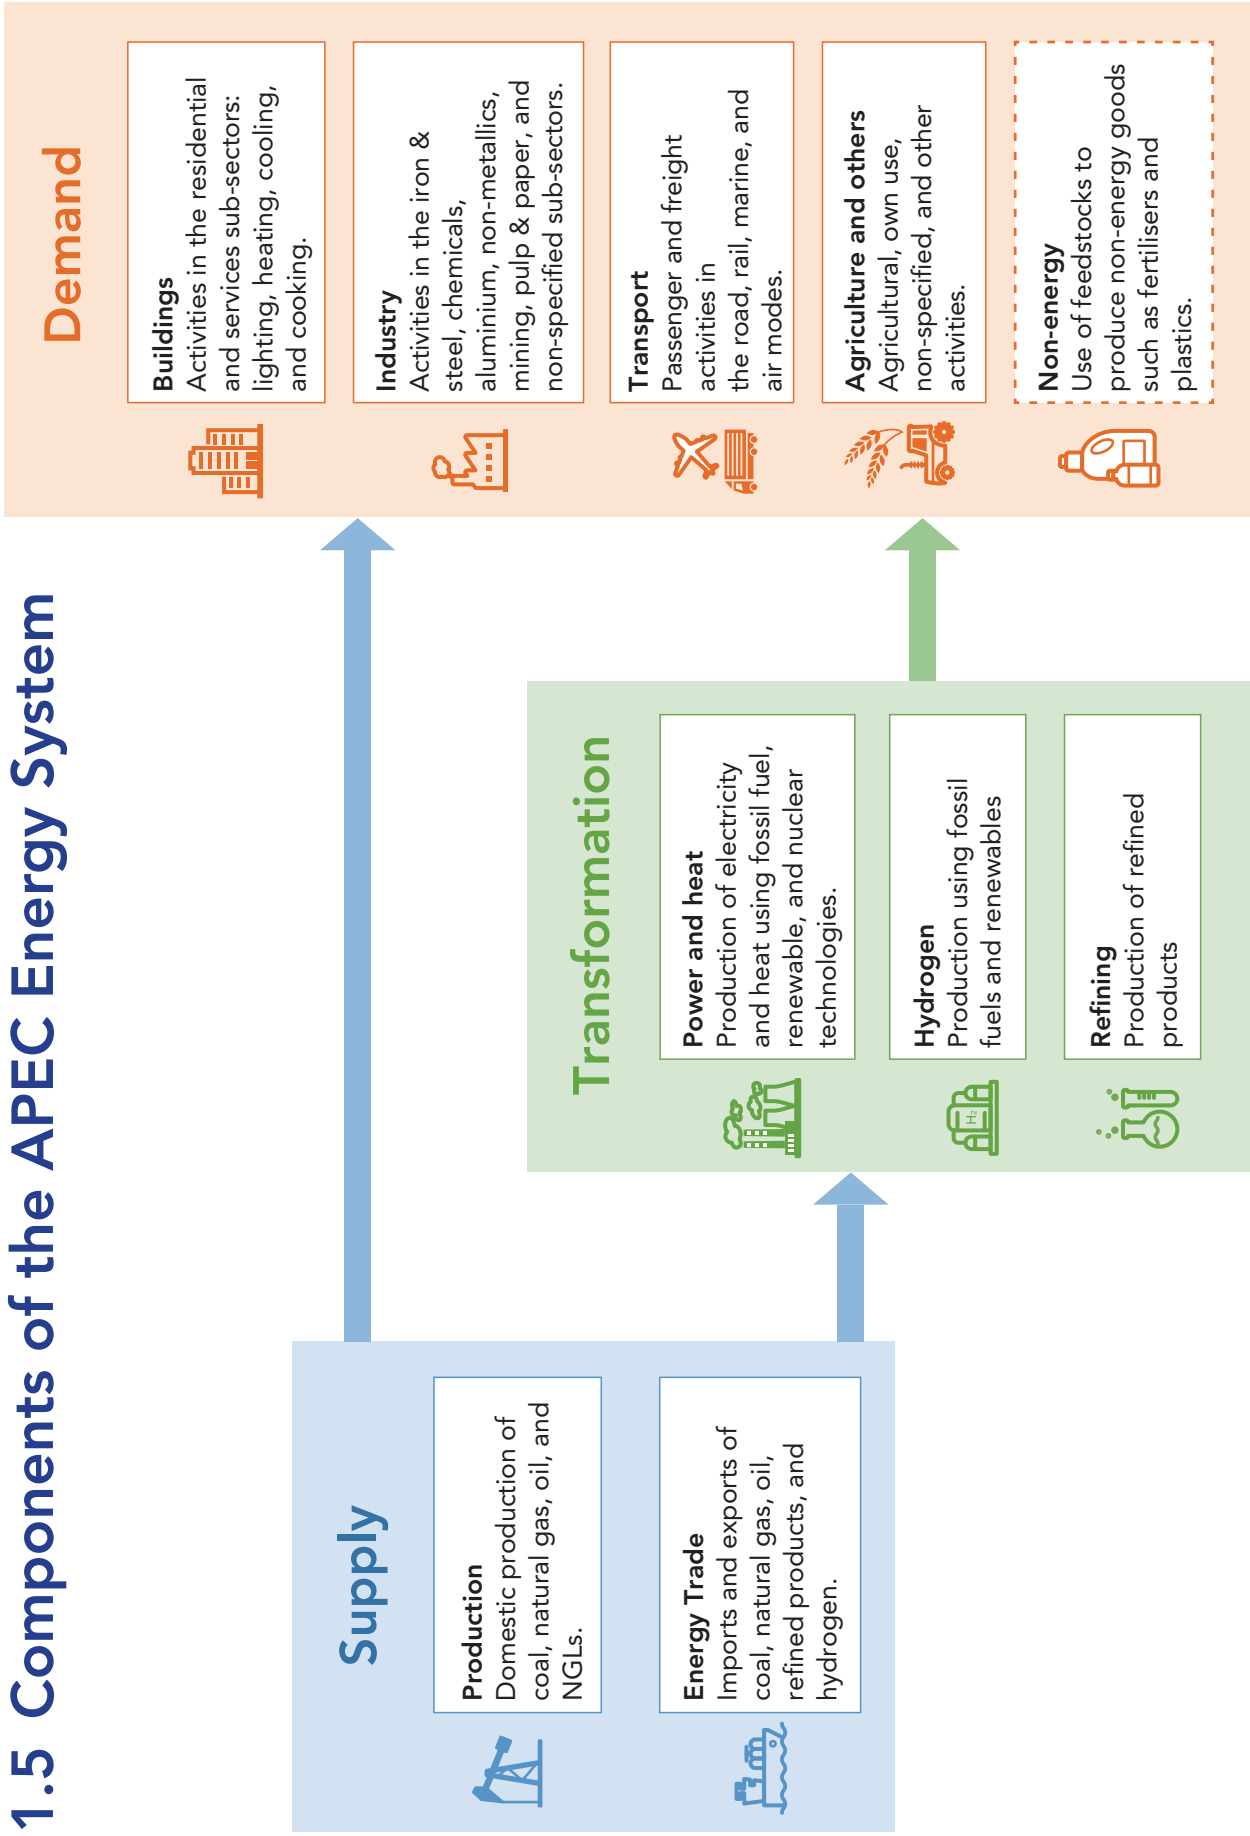 1.5 Components of the APEC Energy System
Supply
Production
Domestic production of
coal, natural gas, oil, and
NGLs.
Energy Trade
Imports and exports of
coal, natural gas, oil,
refined products, and
hydrogen.
Transformation
Power and heat
Production of electricity
and heat using fossil fuel,
renewable, and nuclear
technologies.
H₂
Hydrogen
Production using fossil
fuels and renewables
Refining
Production of refined
products
Demand
Buildings
Activities in the residential
and services sub-sectors:
lighting, heating, cooling,
and cooking.
Industry
Activities in the iron &
steel, chemicals,
aluminium, non-metallics,
mining, pulp & paper, and
non-specified sub-sectors.
Transport
Passenger and freight
activities in
the road, rail, marine, and
air modes.
Agriculture and others
Agricultural, own use,
non-specified, and other
activities.
Non-energy
Use of feedstocks to
produce non-energy goods
such as fertilisers and
plastics.